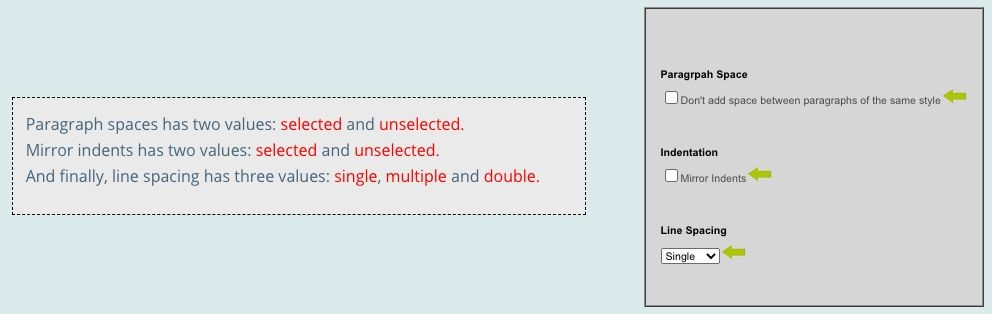 Paragraph spaces has two values: selected and unselected.
Mirror indents has two values: selected and unselected.
And finally, line spacing has three values: single, multiple and double.
Paragrpah Space
Don't add space between paragraphs of the same style
Indentation
Mirror Indents
Line Spacing
Single